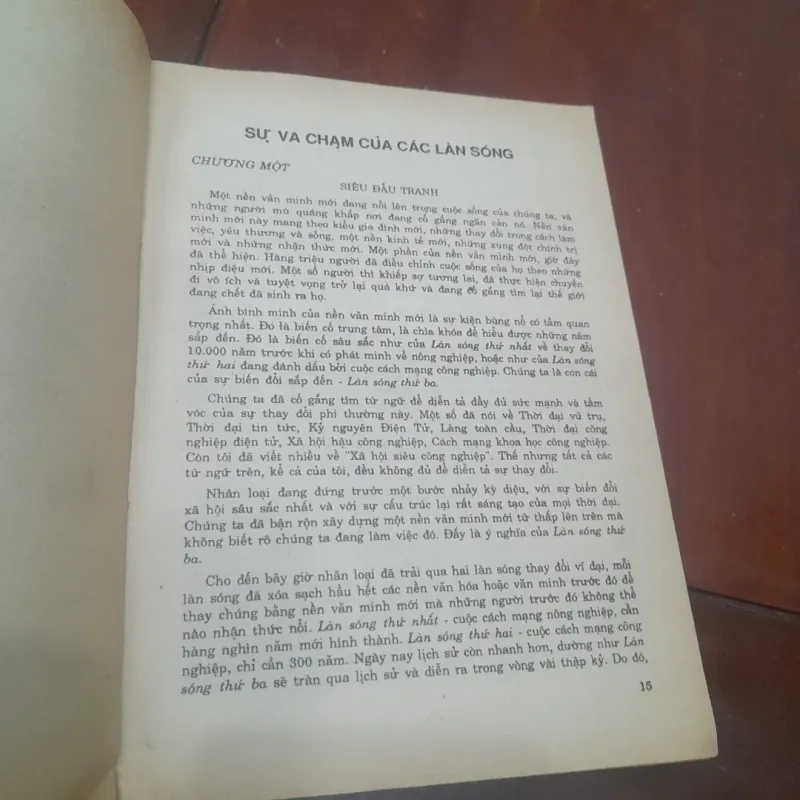 SỰ VA CHẠM CỦA CÁC LÀN SÓNG
CHƯƠNG MỘT
SIÊU ĐẤU TRANH
Một nền văn minh mới đang nổi lên trong cuộc sống của chúng ta, và
những người mù quáng khắp nơi đang cố gắng ngăn cản nó. Nền văn
minh mới này mang theo kiểu gia đình mới, những thay đổi trong cách làm
việc, yêu thương và sống, một nền kinh tế mới, những xung đột chính trị
mới và những nhận thức mới. Một phần của nền văn minh mới, giờ đây
đã thể hiện. Hàng triệu người đã điều chỉnh cuộc sống của họ theo những
nhịp điệu mới. Một số người thì khiếp sợ tương lai, đã thực hiện chuyến
đi vô ích và tuyệt vọng trở lại quá khứ và đang cố gắng tìm lại thế giới
đang chết đã sinh ra họ.
Ánh bình minh của nền văn minh mới là sự kiện bùng nổ có tầm quan
trọng nhất. Đó là biến cố trung tâm, là chìa khóa để hiểu được những năm
sắp đến. Đó là biến cố sâu sắc như của Làn sóng thứ nhất về thay đổi
10.000 năm trước khi có phát minh về nông nghiệp, hoặc như của Làn sóng
thứ hai đang đánh dấu bởi cuộc cách mạng công nghiệp. Chúng ta là con cái
của sự biến đổi sắp đến - Làn sóng thứ ba.
Chúng ta đã cố gắng tìm từ ngữ để diễn tả đầy đủ sức mạnh và tầm
vóc của sự thay đổi phi thường này. Một số đã nói về Thời đại vũ trụ,
Thời đại tin tức, Kỷ nguyên Điện Tử, Làng toàn cầu, Thời đại công
nghiệp điện tử, Xã hội hậu công nghiệp, Cách mạng khoa học công nghiệp.
Còn tôi đã viết nhiều về "Xã hội siêu công nghiệp". Thế nhưng tất cả các
từ ngữ trên, kể cả của tôi, đều không đủ để diễn tả sự thay đổi.
Nhân loại đang đứng trước một bước nhảy kỳ diệu, với sự biến đổi
xã hội sâu sắc nhất và với sự cấu trúc lại rất sáng tạo của mọi thời đại.
Chúng ta đã bận rộn xây dựng một nền văn minh mới từ thấp lên trên mà
không biết rõ chúng ta đang làm việc đó. Đấy là ý nghĩa của Làn sóng thứ
ba.
Cho đến bây giờ nhân loại đã trải qua hai làn sóng thay đổi vĩ đại, mỗi
làn sóng đã xóa sạch hầu hết các nền văn hóa hoặc văn minh trước đó để
thay chúng bằng nền văn minh mới mà những người trước đó không thể
nào nhận thức nổi. Làn sóng thứ nhất - cuộc cách mạng nông nghiệp, cần
hàng nghìn năm mới hình thành. Làn sóng thứ hai - cuộc cách mạng công
nghiệp, chỉ cần 300 năm. Ngày nay lịch sử còn nhanh hơn, dường như Làn
sóng thứ ba sẽ tràn qua lịch sử và diễn ra trong vòng vài thập kỷ. Do đó,
15